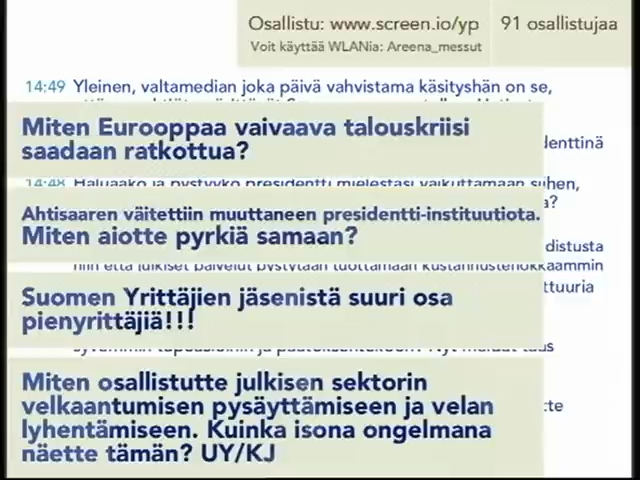 Osallistu: www.screen.io/yp 91 osallistujaa
Voit käyttää WLANia: Areena_messut
14:49 Yleinen, valtamedian joka päivä vahvistama käsityshän on se,
Miten Eurooppaa vaivaava talouskriisi
saadaan ratkottua?
14:48 Haluaako ja pystyykö presidentti mielestäsi vaikuttamaan siihen,
Ahtisaaren väitettiin muuttaneen presidentti-instituutiota.
Miten aiotte pyrkiä samaan?
niin että julkiset palvelut pystytään tuottamaan kustannustehokkaammin
Suomen Yrittäjien jäsenistä suuri osa
pienyrittäjiä!!!
Miten osallistutte julkisen sektorin
velkaantumisen pysäyttämiseen ja velan
lyhentämiseen. Kuinka isona ongelmana
näette tämän? UY/KJ